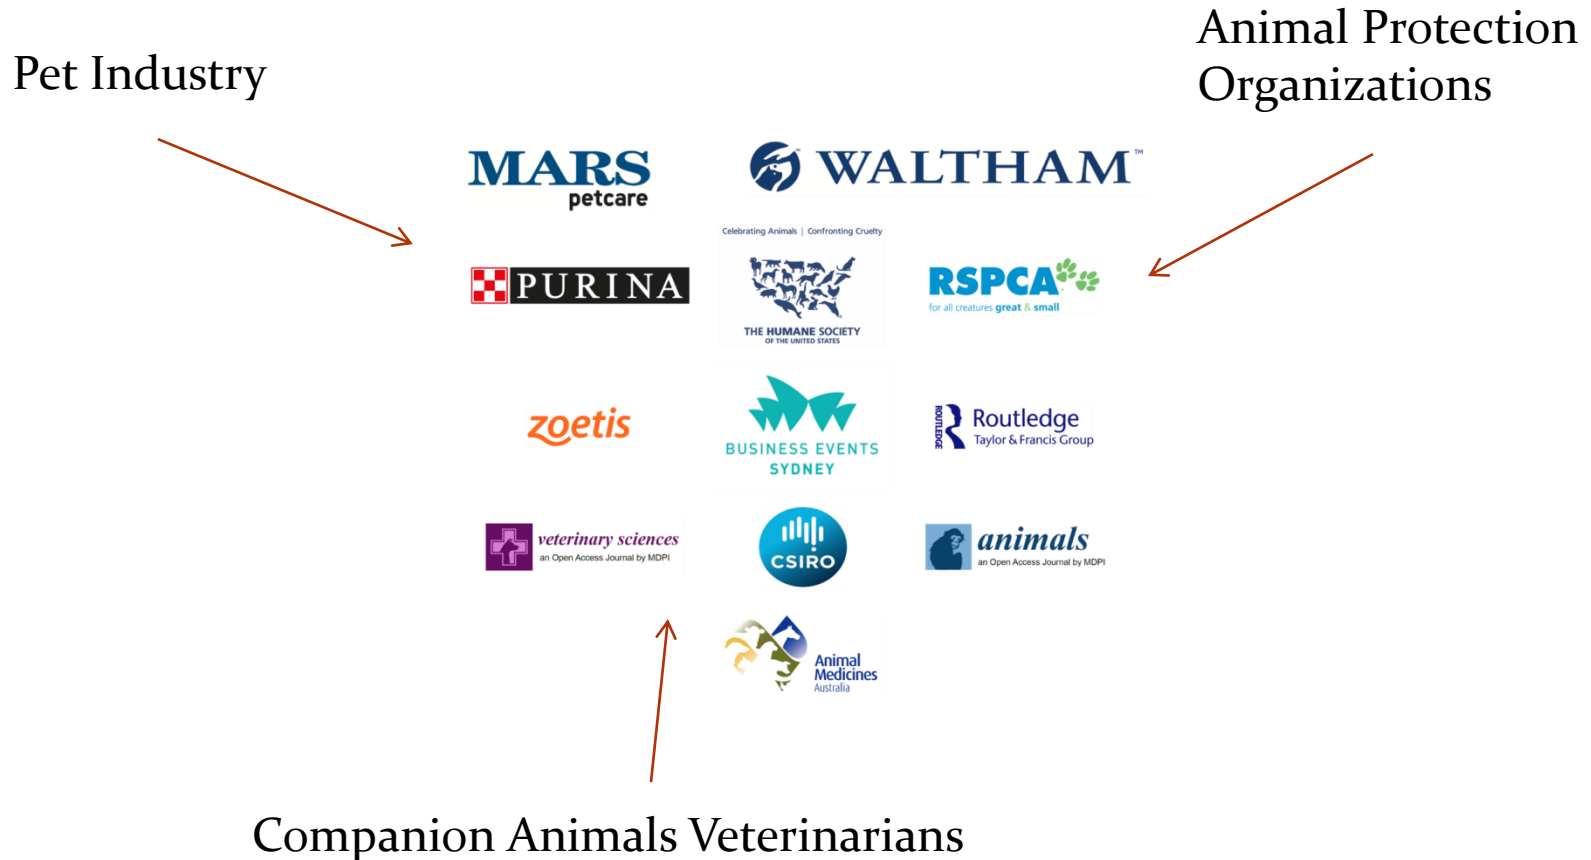 Animal Protection
Organizations
Pet Industry
MARS
petcare
WALTHAM™
Celebrating Animals | Confronting Cruelty
PURINA
THE HUMANE SOCIETY
OF THE UNITED STATES
RSPCA
for all creatures great & small
zoetis
BUSINESS EVENTS
SYDNEY
ROUTLEDGE
Routledge
Taylor & Francis Group
veterinary sciences
an Open Access Journal by MDPI
CSIRO
animals
an Open Access Journal by MDPI
Animal
Medicines
Australia
Companion Animals Veterinarians